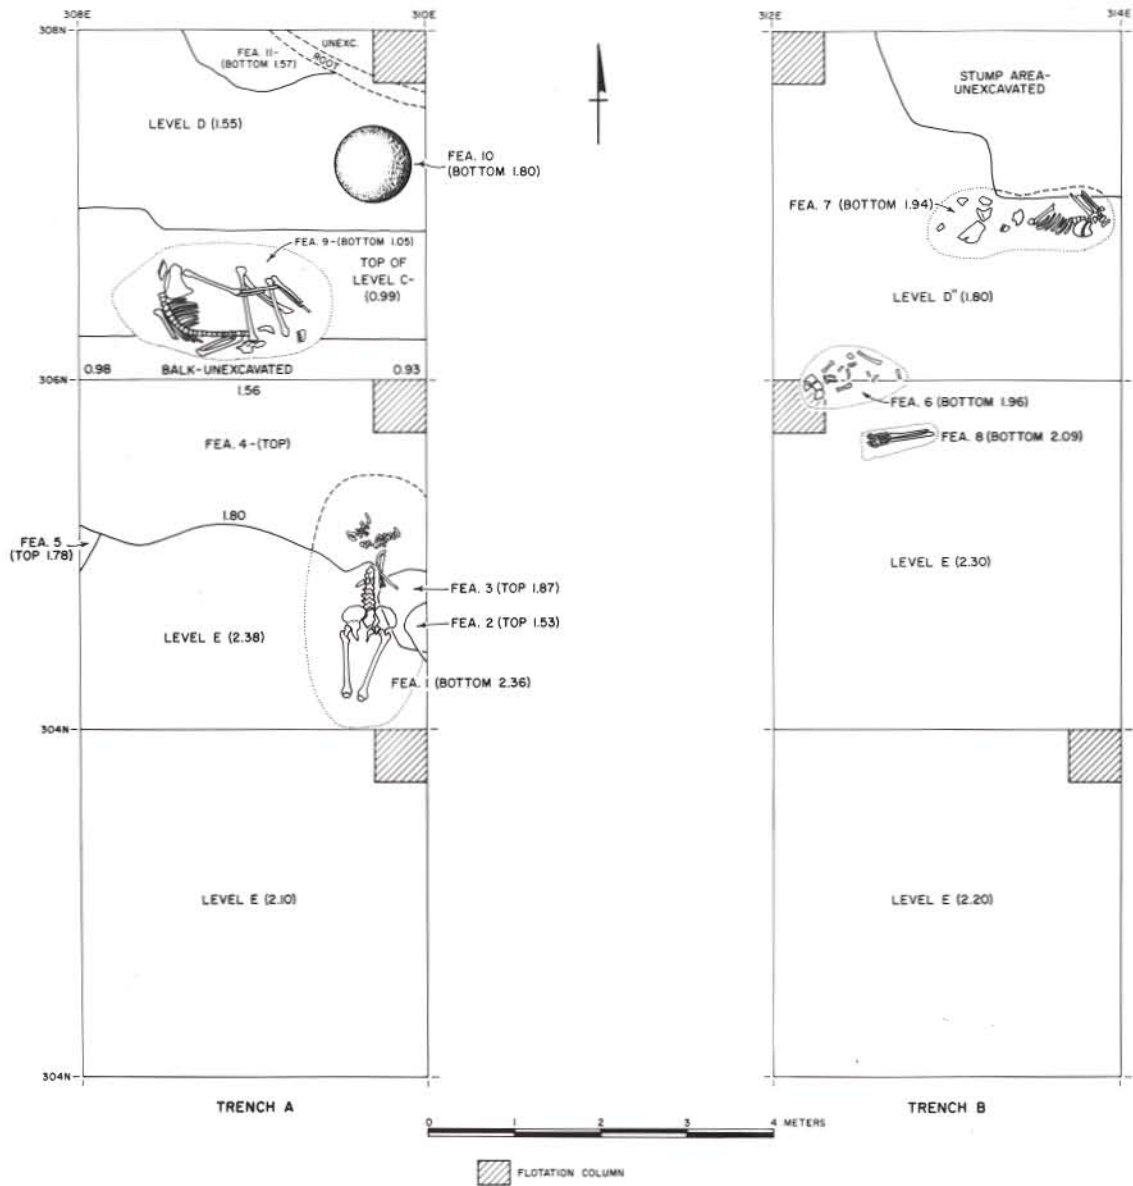 308E
310E
312E
314E
308N
FEA. 11-
(BOTTOM 1.57)
UNEXC.
ROOT
LEVEL D (1.55)
FEA. 10
(BOTTOM 1.80)
FEA. 9-(BOTTOM 1.05)
TOP OF
LEVEL C-
(0.99)
0.98
BALK-UNEXCAVATED
0.93
306N
1.56
FEA. 4-(TOP)
1.80
FEA. 5
(TOP 1.78)
FEA. 3 (TOP 1.87)
FEA. 2 (TOP 1.53)
LEVEL E (2.38)
FEA. 1 (BOTTOM 2.36)
304N
LEVEL E (2.10)
304N
TRENCH A
STUMP AREA-
UNEXCAVATED
FEA. 7 (BOTTOM 1.94)
LEVEL D" (1.80)
FEA. 6 (BOTTOM 1.96)
FEA. 8 (BOTTOM 2.09)
LEVEL E (2.30)
LEVEL E (2.20)
TRENCH B
0 1 2 3 4 METERS
FLOTATION COLUMN